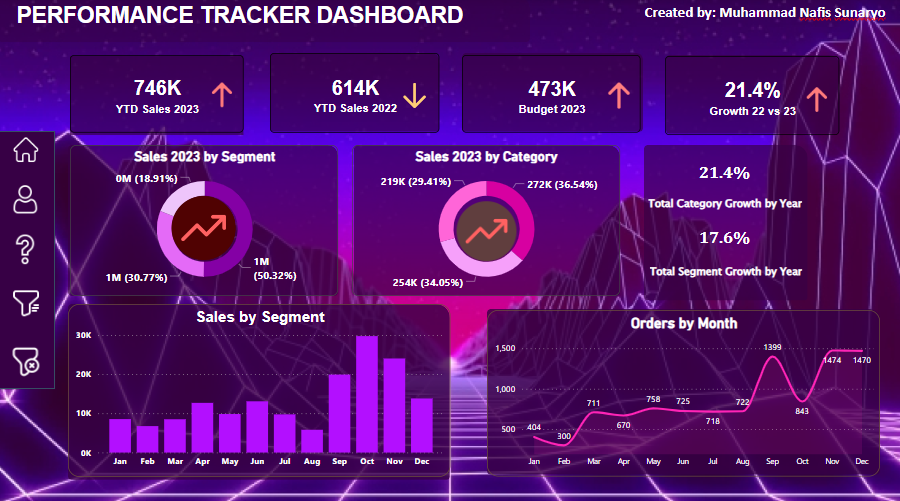 PERFORMANCE TRACKER DASHBOARD
Created by: Muhammad Nafis Sunaryo
746K
YTD Sales 2023
614K
YTD Sales 2022
473K
Budget 2023
21.4%
Growth 22 vs 23
Sales 2023 by Segment
0M (18.91%)
1M (30.77%)
1M
(50.32%)
Sales 2023 by Category
219K (29.41%)
272K (36.54%)
254K (34.05%)
21.4%
Total Category Growth by Year
17.6%
Total Segment Growth by Year
Sales by Segment
30K
20K
10K
0K
Jan Feb Mar Apr May Jun Jul Aug Sep Oct Nov Dec
Orders by Month
1,500
1,000
500
404 300 711 670 758 725 718 722 1399 843 1474 1470
Jan Feb Mar Apr May Jun Jul Aug Sep Oct Nov Dec